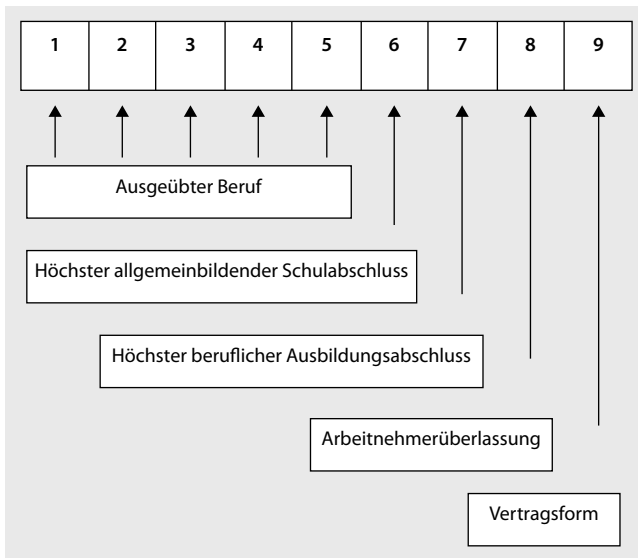 1 2 3 4 5 6 7 8 9
Ausgeübter Beruf
Höchster allgemeinbildender Schulabschluss
Höchster beruflicher Ausbildungsabschluss
Arbeitnehmerüberlassung
Vertragsform